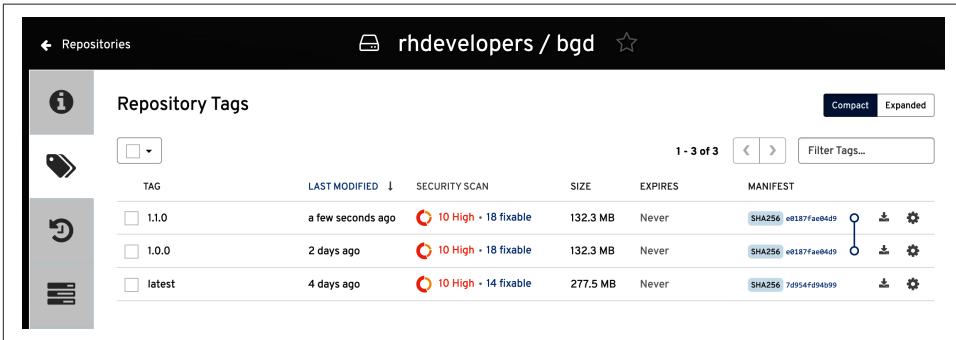 Repositories
rhdevelopers / bgd
Repository Tags
Compact Expanded
1 - 3 of 3 Filter Tags...
TAG LAST MODIFIED ↓ SECURITY SCAN SIZE EXPIRES MANIFEST
1.1.0 a few seconds ago 10 High • 18 fixable 132.3 MB Never SHA256 e0187fae04d9
1.0.0 2 days ago 10 High • 18 fixable 132.3 MB Never SHA256 e0187fae04d9
latest 4 days ago 10 High • 14 fixable 277.5 MB Never SHA256 7d954fd94b99